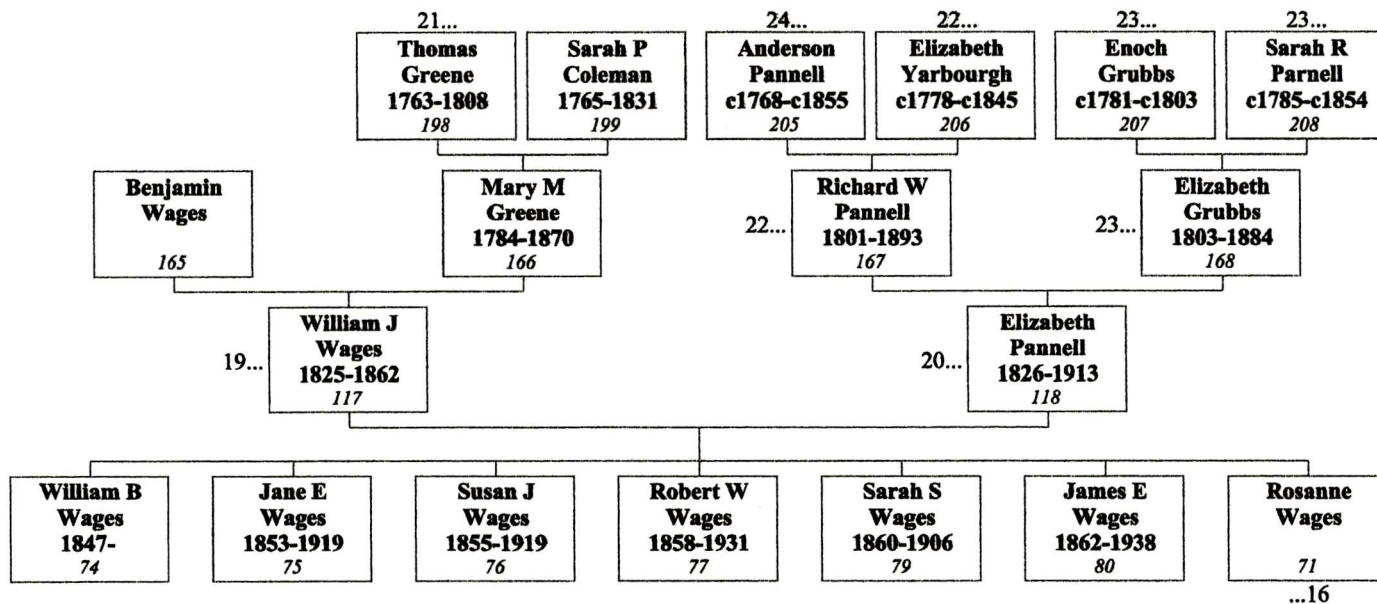 21...
Thomas
Greene
1763-1808
198
Sarah P
Coleman
1765-1831
199
24...
Anderson
Pannell
c1768-c1855
205
22...
Elizabeth
Yarbourgh
c1778-c1845
206
23...
Enoch
Grubbs
c1781-c1803
207
23...
Sarah R
Parnell
c1785-c1854
208
Benjamin
Wages
165
Mary M
Greene
1784-1870
166
22...
Richard W
Pannell
1801-1893
167
23...
Elizabeth
Grubbs
1803-1884
168
19...
William J
Wages
1825-1862
117
20...
Elizabeth
Pannell
1826-1913
118
William B
Wages
1847-
74
Jane E
Wages
1853-1919
75
Susan J
Wages
1855-1919
76
Robert W
Wages
1858-1931
77
Sarah S
Wages
1860-1906
79
James E
Wages
1862-1938
80
Rosanne
Wages
71
...16